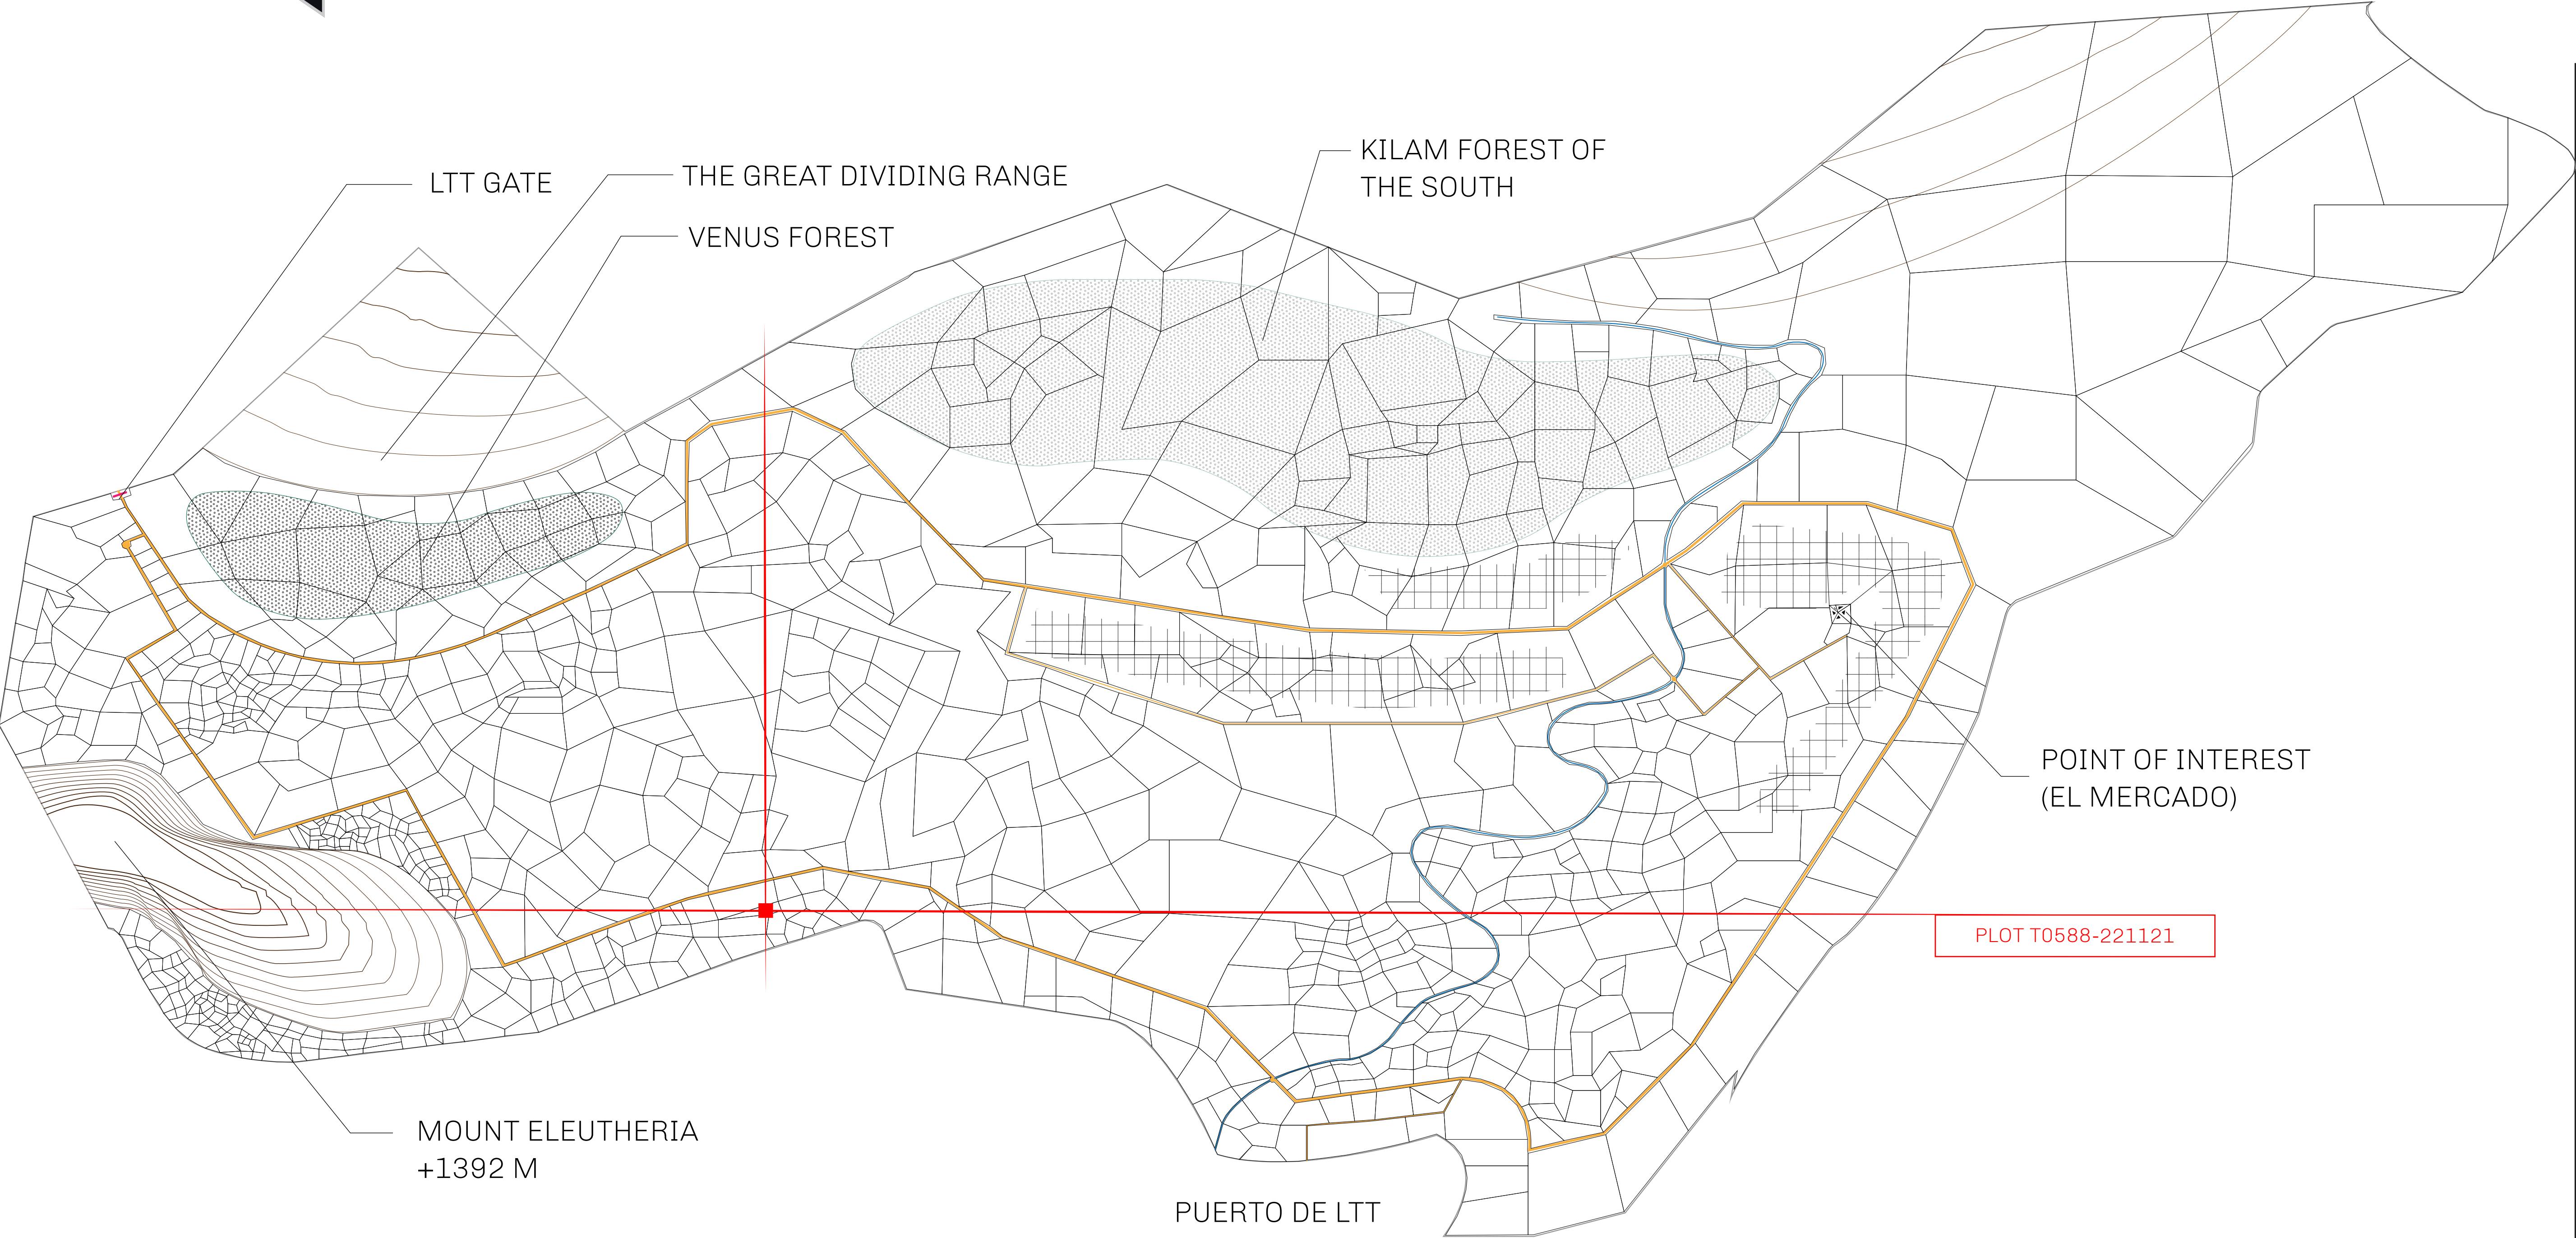 KILAM FOREST OF
THE SOUTH
LTT GATE
THE GREAT DIVIDING RANGE
VENUS FOREST
POINT OF INTEREST
(EL MERCADO)
PLOT T0588-221121
MOUNT ELEUTHERIA
+1392 M
PUERTO DE LTT